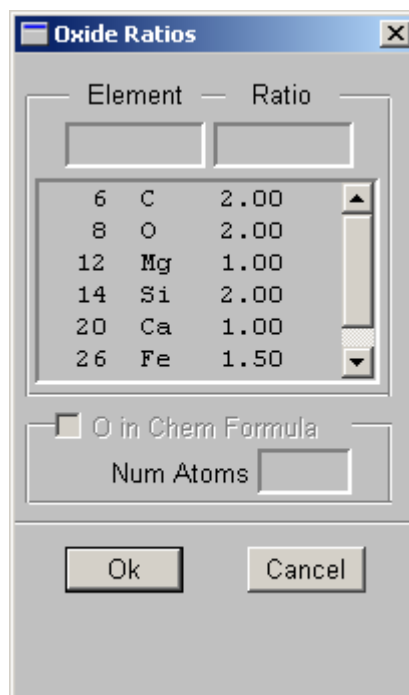 Oxide Ratios
Element Ratio
6 C 2.00
8 O 2.00
12 Mg 1.00
14 Si 2.00
20 Ca 1.00
26 Fe 1.50
O in Chem Formula
Num Atoms
Ok Cancel